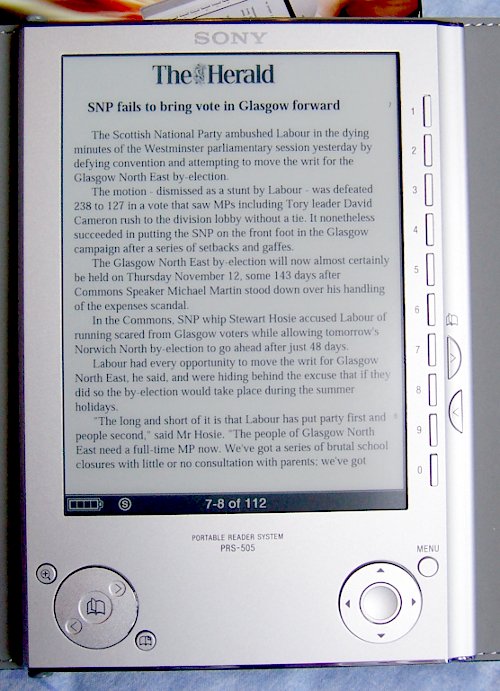 SONY
The Herald
SNP fails to bring vote in Glasgow forward
The Scottish National Party ambushed Labour in the dying
minutes of the Westminster parliamentary session yesterday by
defying convention and attempting to move the writ for the
Glasgow North East by-election.
The motion - dismissed as a stunt by Labour - was defeated
238 to 127 in a vote that saw MPs including Tory leader David
Cameron rush to the division lobby without a tie. It nonetheless
succeeded in putting the SNP on the front foot in the Glasgow
campaign after a series of setbacks and gaffes.
The Glasgow North East by-election will now almost certainly
be held on Thursday November 12, some 143 days after
Commons Speaker Michael Martin stood down over his handling
of the expenses scandal.
In the Commons, SNP whip Stewart Hosie accused Labour of
running scared from Glasgow voters while allowing tomorrow's
Norwich North by-election to go ahead after just 48 days.
Labour had every opportunity to move the writ for Glasgow
North East, he said, and were hiding behind the excuse that if they
did so the by-election would take place during the summer
holidays.
"The long and short of it is that Labour has put party first and
people second," said Mr Hosie. "The people of Glasgow North
East need a full-time MP now. We've got a series of brutal school
closures with little or no consultation with parents; we've got
S
7-8 of 112
1
2
3
4
5
6
7
8
9
0
PORTABLE READER SYSTEM
PRS-505
MENU